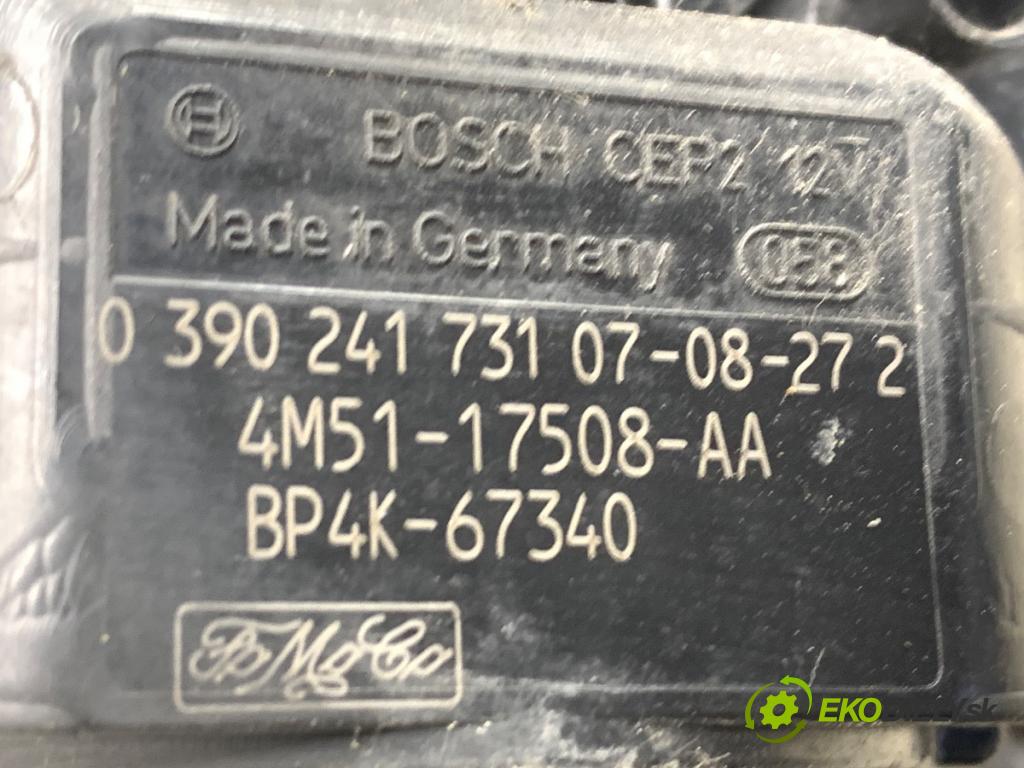 BOSCH CEP2 12V
Made in Germany
0 390 241 731 07-08-27 2
4M51-17508-AA
BP4K-67340
FoMoCo
EKO